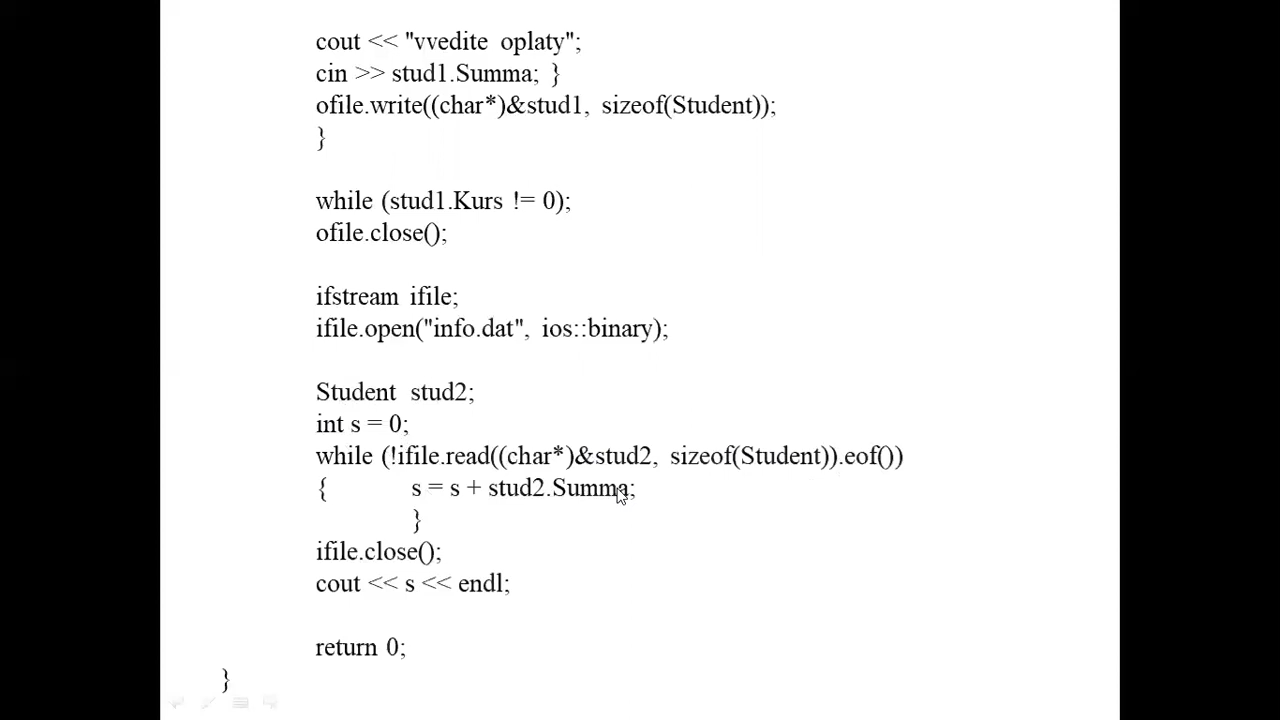 cout << "vvedite oplaty";
cin >> stud1.Summa; }
ofile.write((char*)&stud1, sizeof(Student));
}
while (stud1.Kurs != 0);
ofile.close();
ifstream ifile;
ifile.open("info.dat", ios::binary);
Student stud2;
int s = 0;
while (!ifile.read((char*)&stud2, sizeof(Student)).eof())
{ s = s + stud2.Summa;
}
ifile.close();
cout << s << endl;
return 0;
}